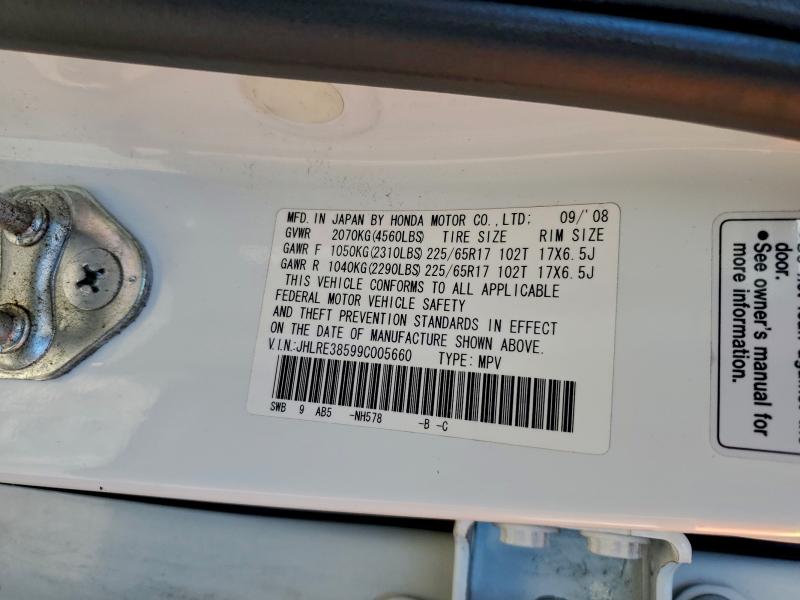 MFD. IN JAPAN BY HONDA MOTOR CO., LTD: 09/'08
GVWR 2070KG(4560LBS) TIRE SIZE RIM SIZE
GAWR F 1050KG(2310LBS) 225/65R17 102T 17X6.5J
GAWR R 1040KG(2290LBS) 225/65R17 102T 17X6.5J
THIS VEHICLE CONFORMS TO ALL APPLICABLE
FEDERAL MOTOR VEHICLE SAFETY
AND THEFT PREVENTION STANDARDS IN EFFECT
ON THE DATE OF MANUFACTURE SHOWN ABOVE.
V.I.N.:JHLRE38599C005660 TYPE: MPV
SWB 9 AB5 -NH578 -B -C
door.
• See owner's manual for
more information.